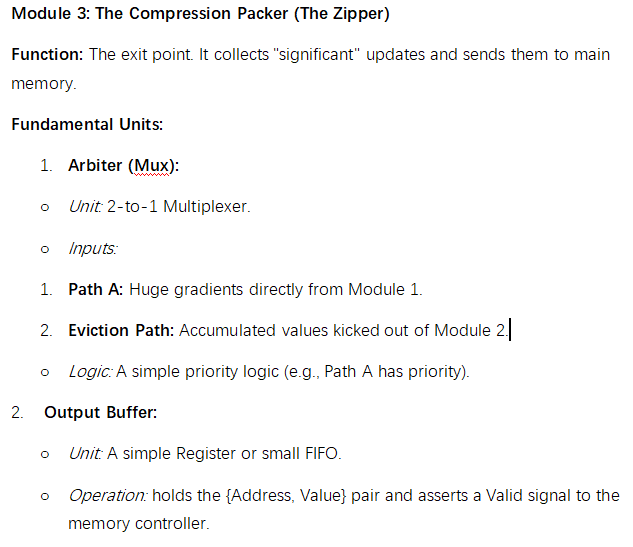 Module 3: The Compression Packer (The Zipper)
Function: The exit point. It collects "significant" updates and sends them to main
memory.
Fundamental Units:
1. Arbiter (Mux):
○ Unit: 2-to-1 Multiplexer.
○ Inputs:
1. Path A: Huge gradients directly from Module 1.
2. Eviction Path: Accumulated values kicked out of Module 2.
○ Logic: A simple priority logic (e.g., Path A has priority).
2. Output Buffer:
○ Unit: A simple Register or small FIFO.
○ Operation: holds the {Address, Value} pair and asserts a Valid signal to the
memory controller.